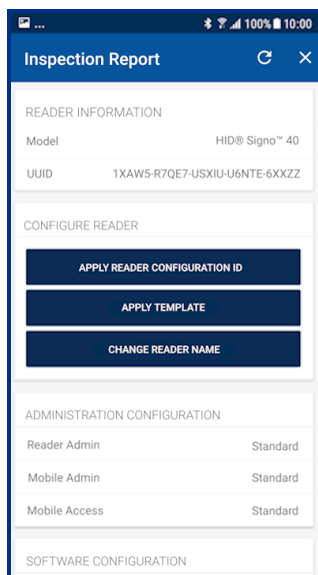 ... 100% 10:00
Inspection Report
READER INFORMATION
Model HID® Signo™ 40
UUID 1XAW5-R7QE7-USXIU-U6NTE-6XXZZ
CONFIGURE READER
APPLY READER CONFIGURATION ID
APPLY TEMPLATE
CHANGE READER NAME
ADMINISTRATION CONFIGURATION
Reader Admin Standard
Mobile Admin Standard
Mobile Access Standard
SOFTWARE CONFIGURATION